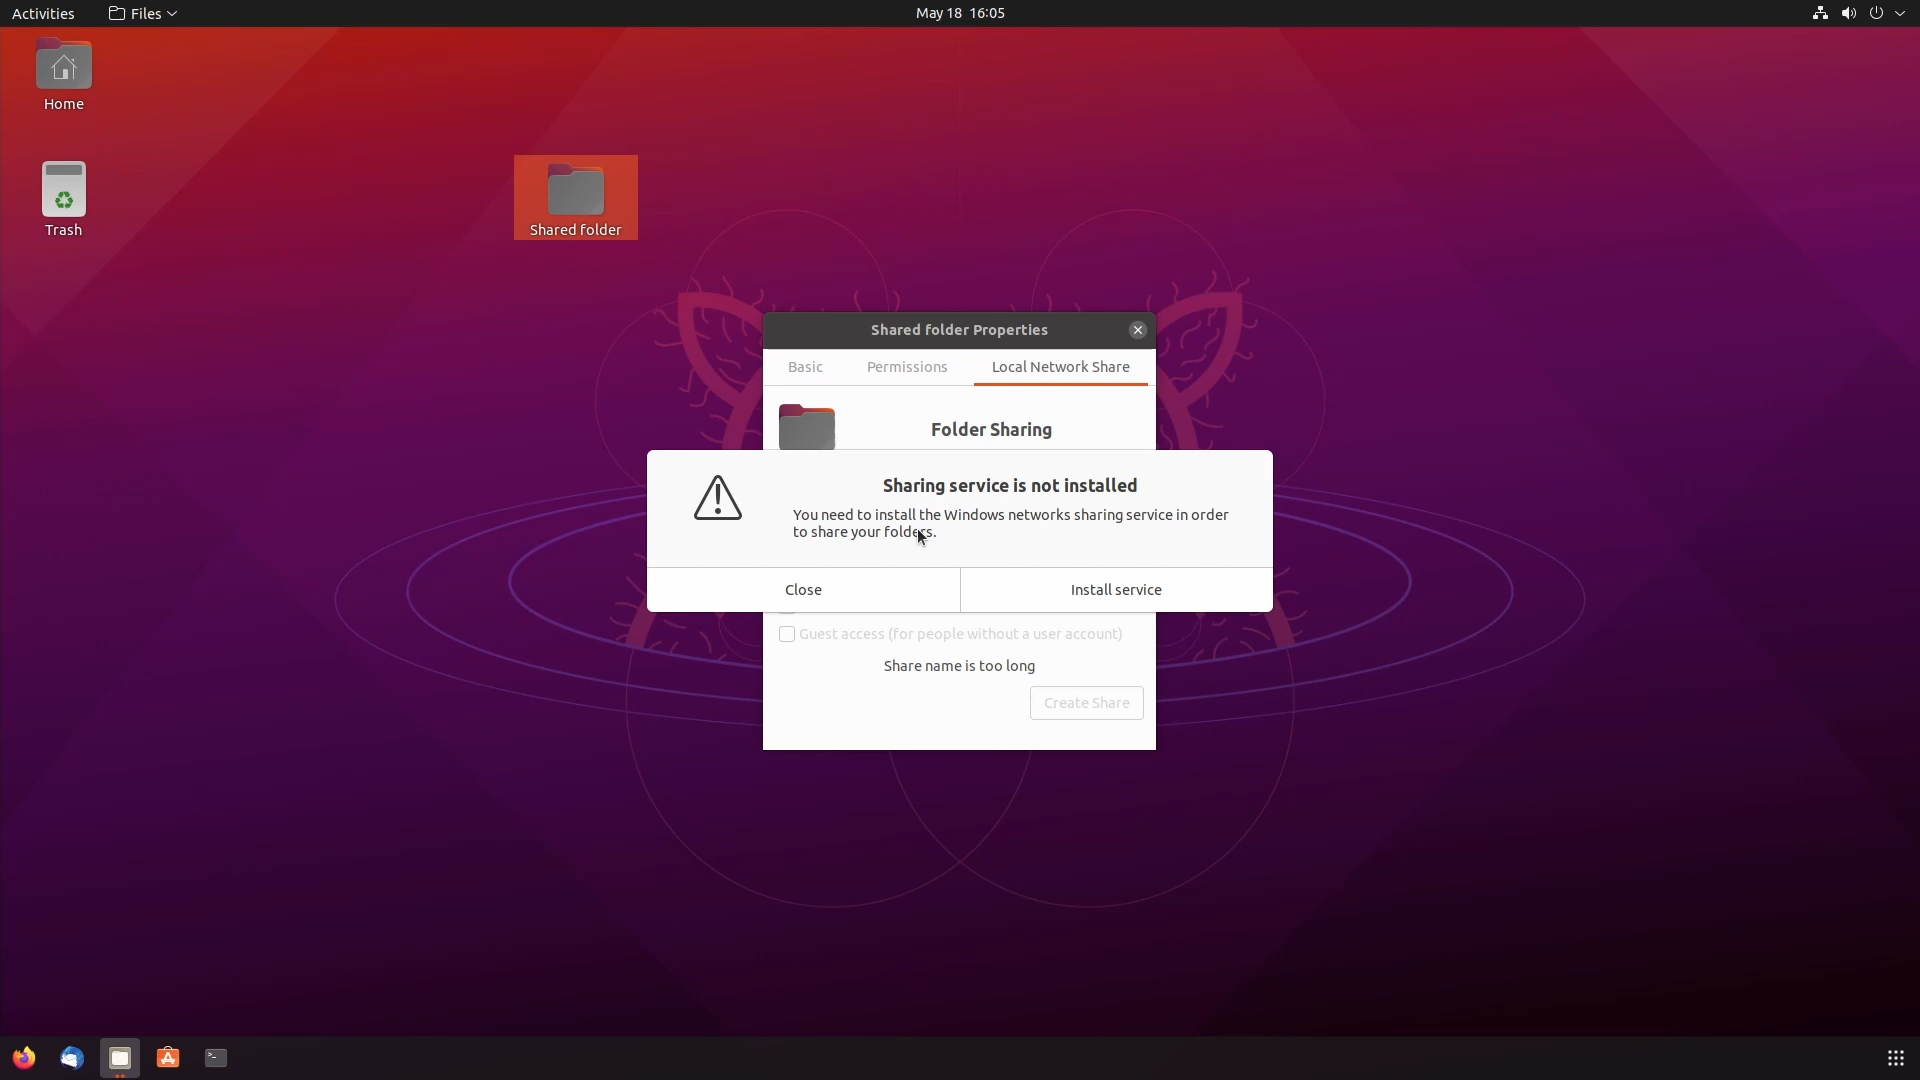 Activities
Files
May 18 16:05
Home
Trash
Shared folder
Shared folder Properties
Basic
Permissions
Local Network Share
Folder Sharing
Sharing service is not installed
You need to install the Windows networks sharing service in order
to share your folders.
Close
Install service
Guest access (for people without a user account)
Share name is too long
Create Share